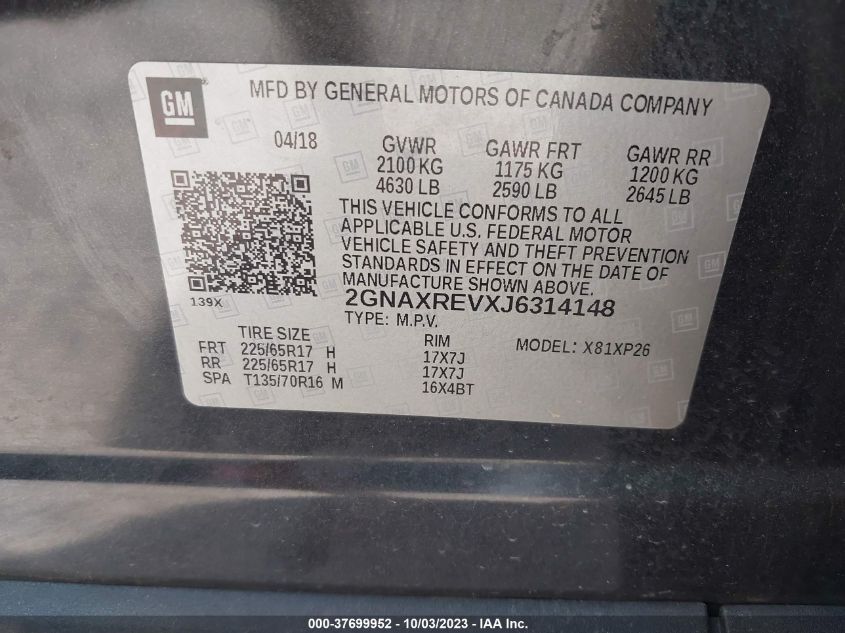 GM
MFD BY GENERAL MOTORS OF CANADA COMPANY
04/18
GVWR
2100 KG
4630 LB
GAWR FRT
1175 KG
2590 LB
GAWR RR
1200 KG
2645 LB
THIS VEHICLE CONFORMS TO ALL
APPLICABLE U.S. FEDERAL MOTOR
VEHICLE SAFETY AND THEFT PREVENTION
STANDARDS IN EFFECT ON THE DATE OF
MANUFACTURE SHOWN ABOVE.
139X
2GNAXREVXJ6314148
TYPE: M.P.V.
TIRE SIZE
FRT 225/65R17 H
RR 225/65R17 H
SPA T135/70R16 M
RIM
17X7J
17X7J
16X4BT
MODEL: X81XP26
000-37699952 - 10/03/2023 - IAA Inc.